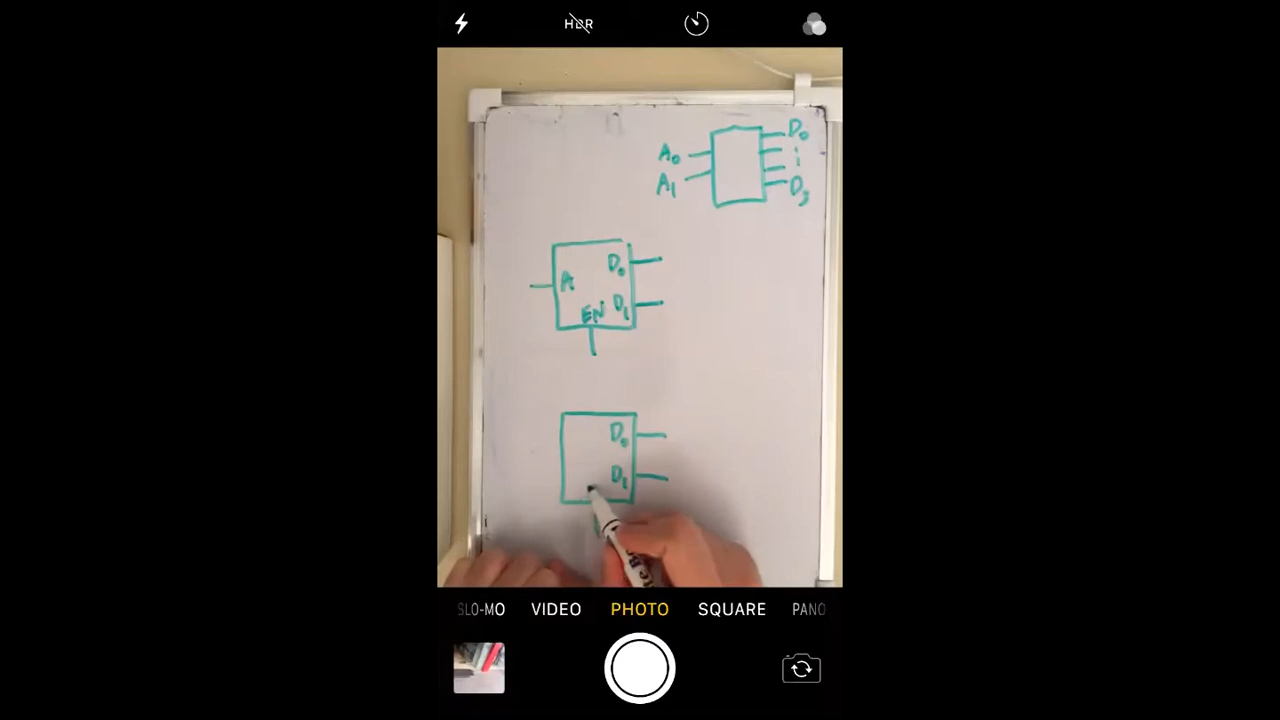 HDR
D₀
A₀
A₁
D₃
D₀
A
D₁
EN
D₀
D₁
SLO-MO
VIDEO
PHOTO
SQUARE
PANO